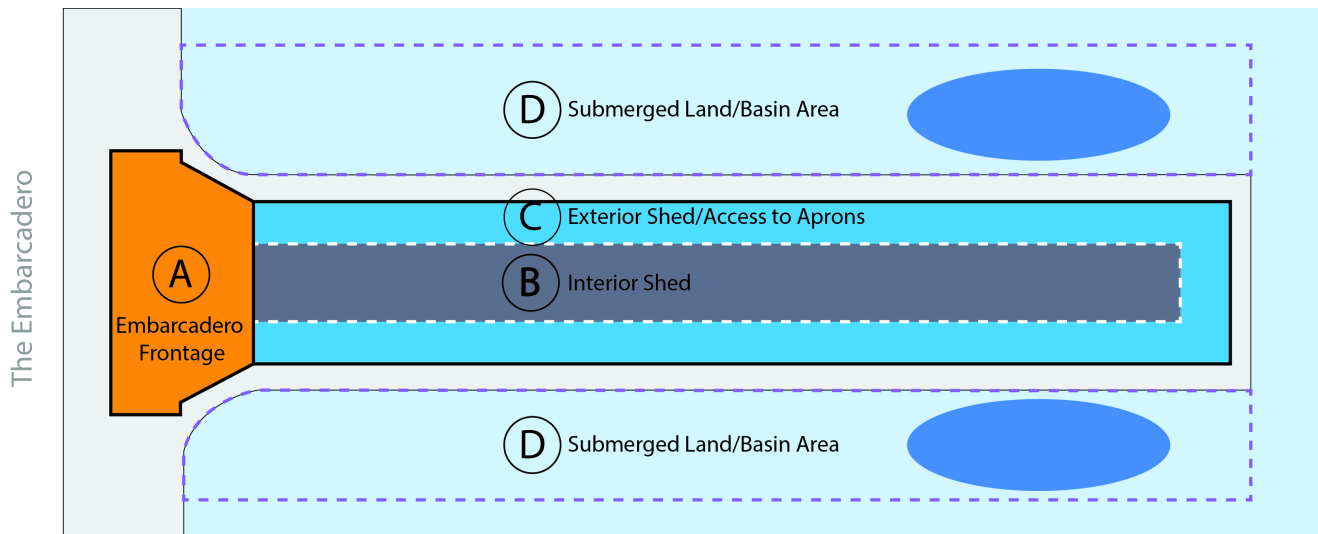 The Embarcadero
D Submerged Land/Basin Area
C Exterior Shed/Access to Aprons
A
B Interior Shed
Embarcadero
Frontage
D Submerged Land/Basin Area